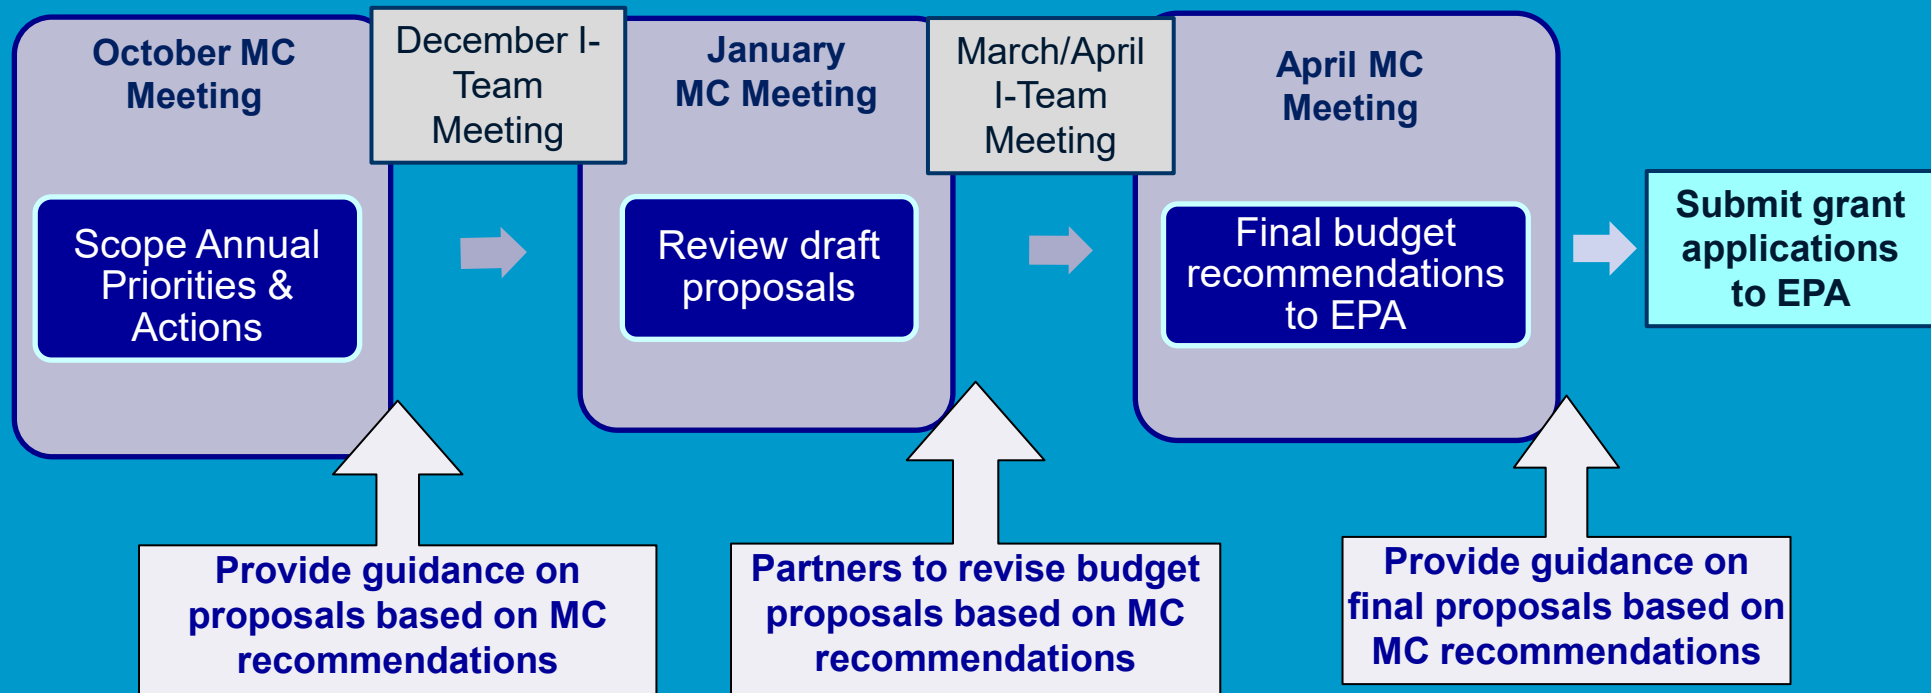 October MC
Meeting
December I-
Team
Meeting
January
MC Meeting
March/April
I-Team
Meeting
April MC
Meeting
Scope Annual
Priorities &
Actions
Review draft
proposals
Final budget
recommendations
to EPA
Submit grant
applications
to EPA
Provide guidance on
proposals based on MC
recommendations
Partners to revise budget
proposals based on MC
recommendations
Provide guidance on
final proposals based on
MC recommendations